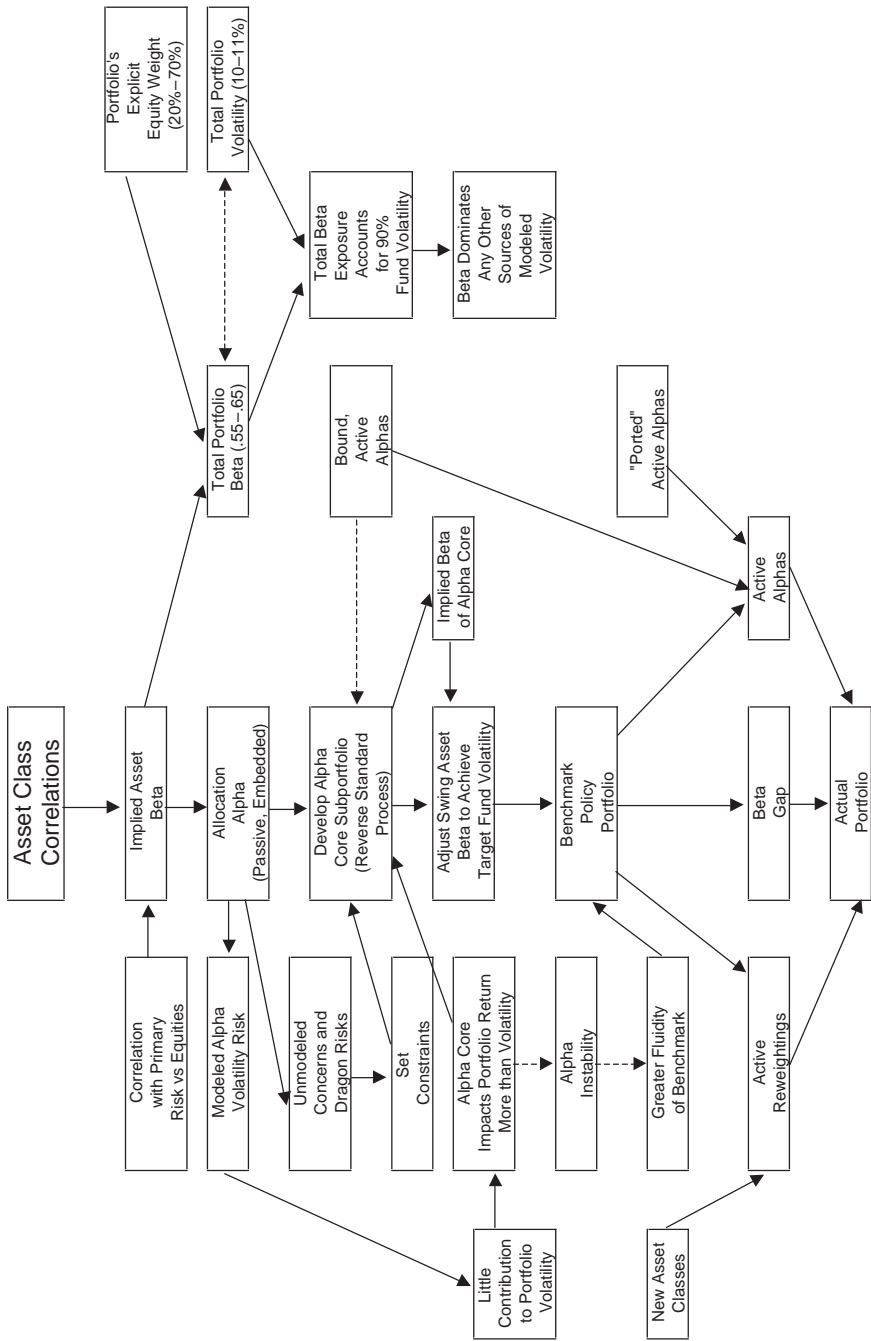 Asset Class
Correlations
Correlation
with Primary
Risk vs Equities
Implied Asset
Beta
Portfolio's
Explicit
Equity Weight
(20%–70%)
Modeled Alpha
Volatility Risk
Allocation
Alpha
(Passive, Embedded)
Total Portfolio
Beta (.55–.65)
Total Portfolio
Volatility (10–11%)
Unmodeled
Concerns and
Dragon Risks
Develop Alpha
Core Subportfolio
(Reverse Standard
Process)
Bound,
Active
Alphas
Total Beta
Exposure
Accounts
for 90%
Fund Volatility
Set
Constraints
Implied Beta
of Alpha Core
Little
Contribution
to Portfolio
Volatility
Alpha Core
Impacts Portfolio Return
More than Volatility
Adjust Swing Asset
Beta to Achieve
Target Fund Volatility
Beta Dominates
Any Other
Sources of
Modeled
Volatility
Alpha
Instability
Benchmark
Policy
Portfolio
Greater Fluidity
of Benchmark
"Ported"
Active Alphas
New Asset
Classes
Active
Reweightings
Beta
Gap
Active
Alphas
Actual
Portfolio